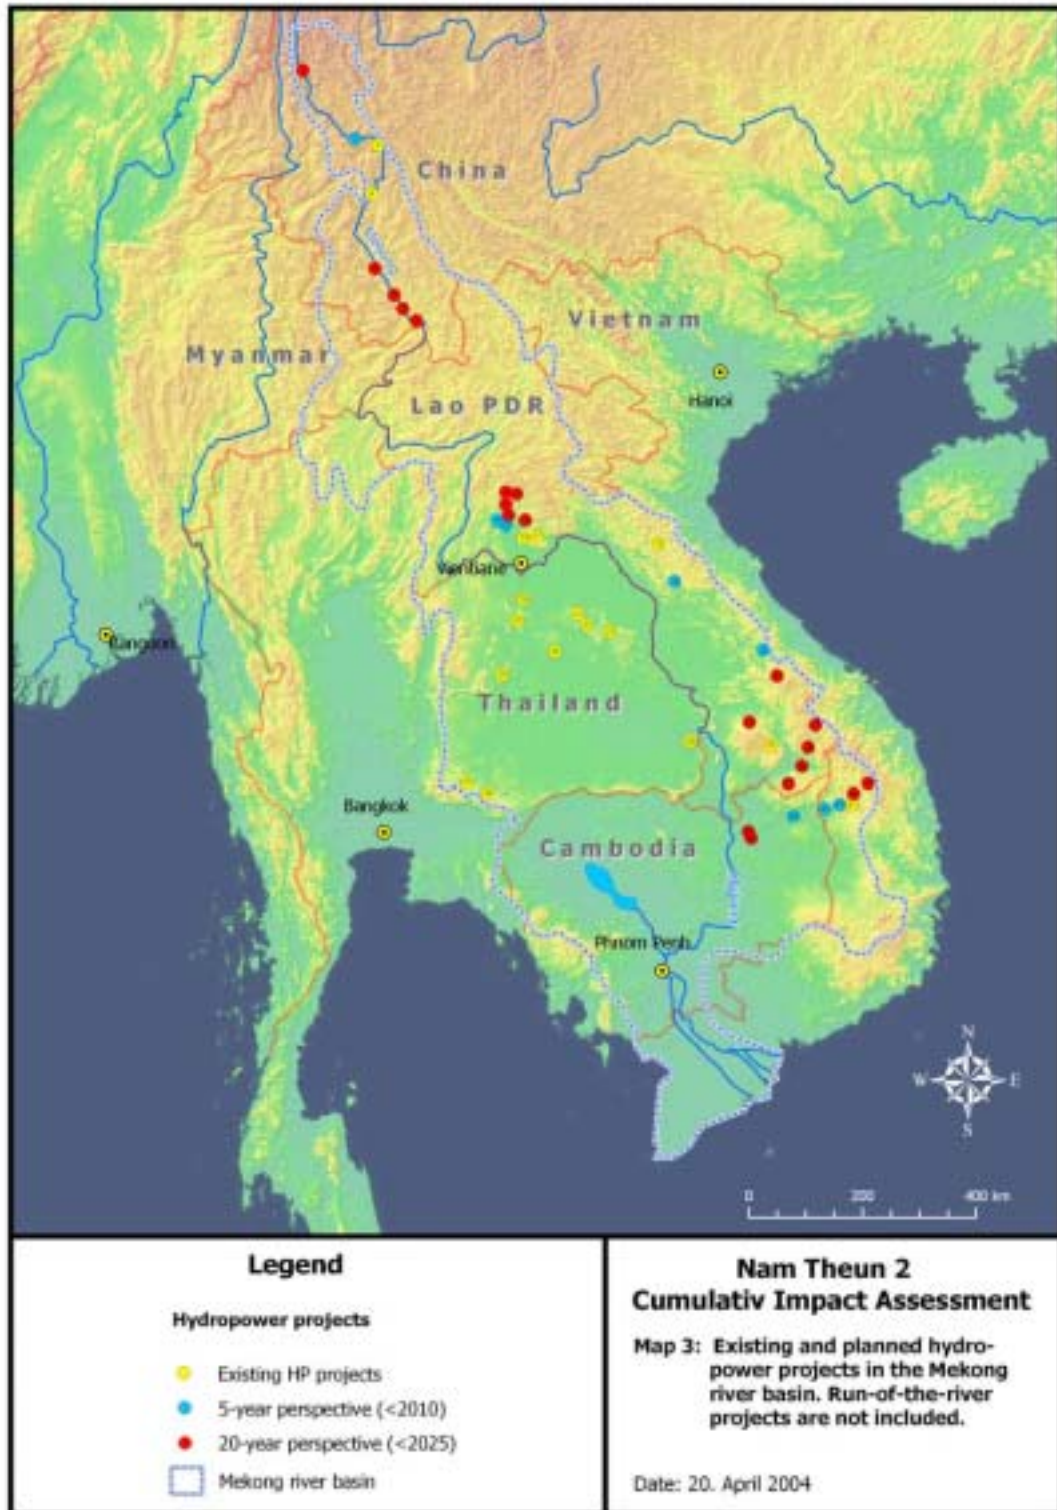 China
Vietnam
Myanmar
Hanoi
Lao PDR
Vientiane
Rangoon
Thailand
Bangkok
Cambodia
Phnom Penh
N
W E
S
0 200 400 km
Legend
Hydropower projects
Existing HP projects
5-year perspective (<2010)
20-year perspective (<2025)
Mekong river basin
Nam Theun 2
Cumulativ Impact Assessment
Map 3: Existing and planned hydro-
power projects in the Mekong
river basin. Run-of-the-river
projects are not included.
Date: 20. April 2004